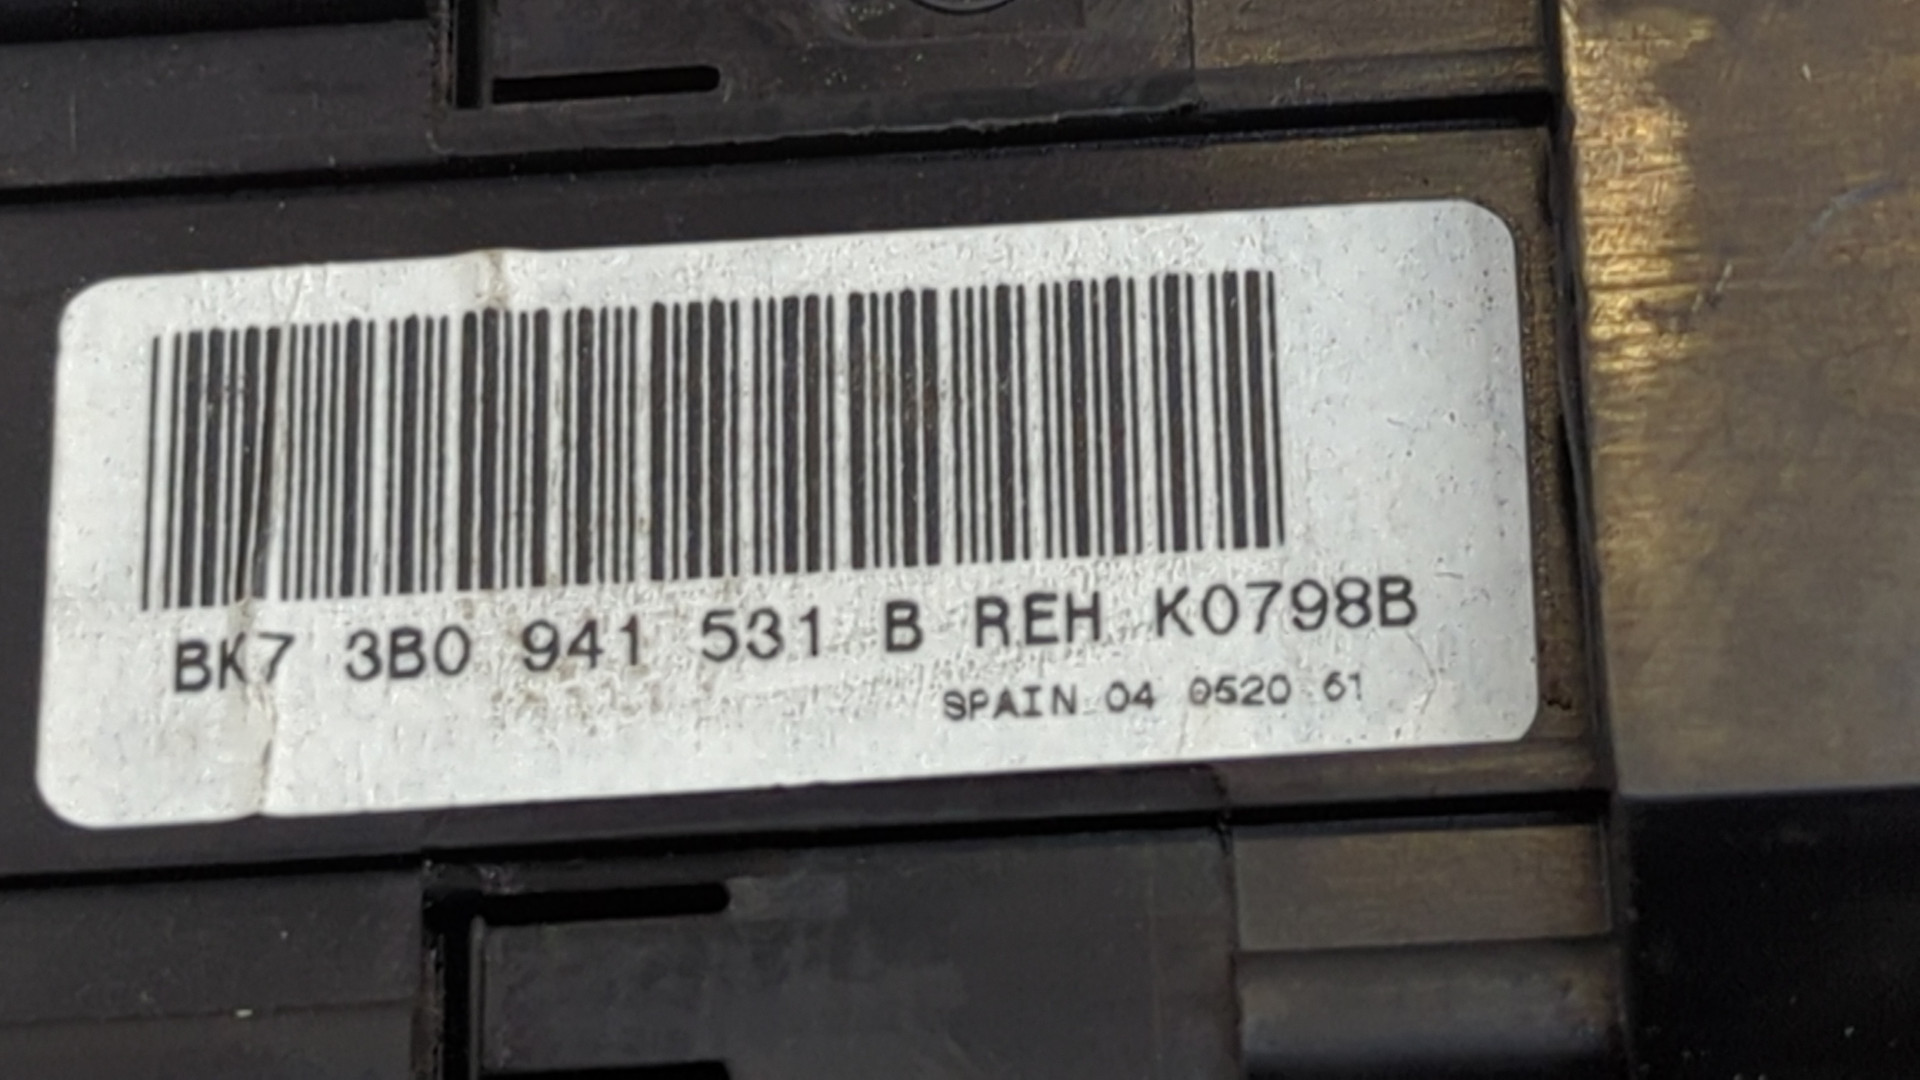 BK7 3B0 941 531 B REH K0798B
SPAIN 04 0520 61